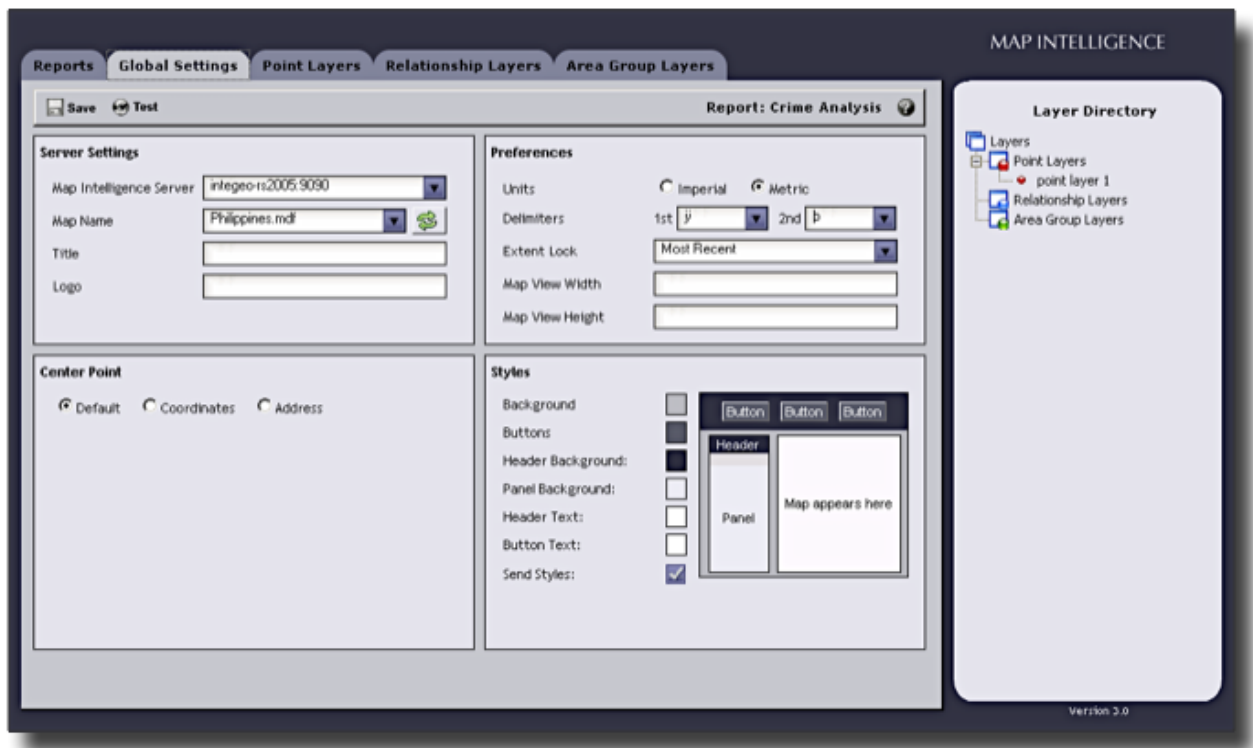 MAP INTELLIGENCE
Reports Global Settings Point Layers Relationship Layers Area Group Layers
Save Test Report: Crime Analysis ?
Server Settings
Map Intelligence Server integeo-rs2005:9090
Map Name Philippines.mdf
Title
Logo
Preferences
Units Imperial Metric
Delimiters 1st ÿ 2nd þ
Extent Lock Most Recent
Map View Width
Map View Height
Center Point
Default Coordinates Address
Styles
Background
Buttons
Header Background:
Panel Background:
Header Text:
Button Text:
Send Styles:
Button Button Button
Header
Panel
Map appears here
Layer Directory
Layers
Point Layers
point layer 1
Relationship Layers
Area Group Layers
Version 3.0